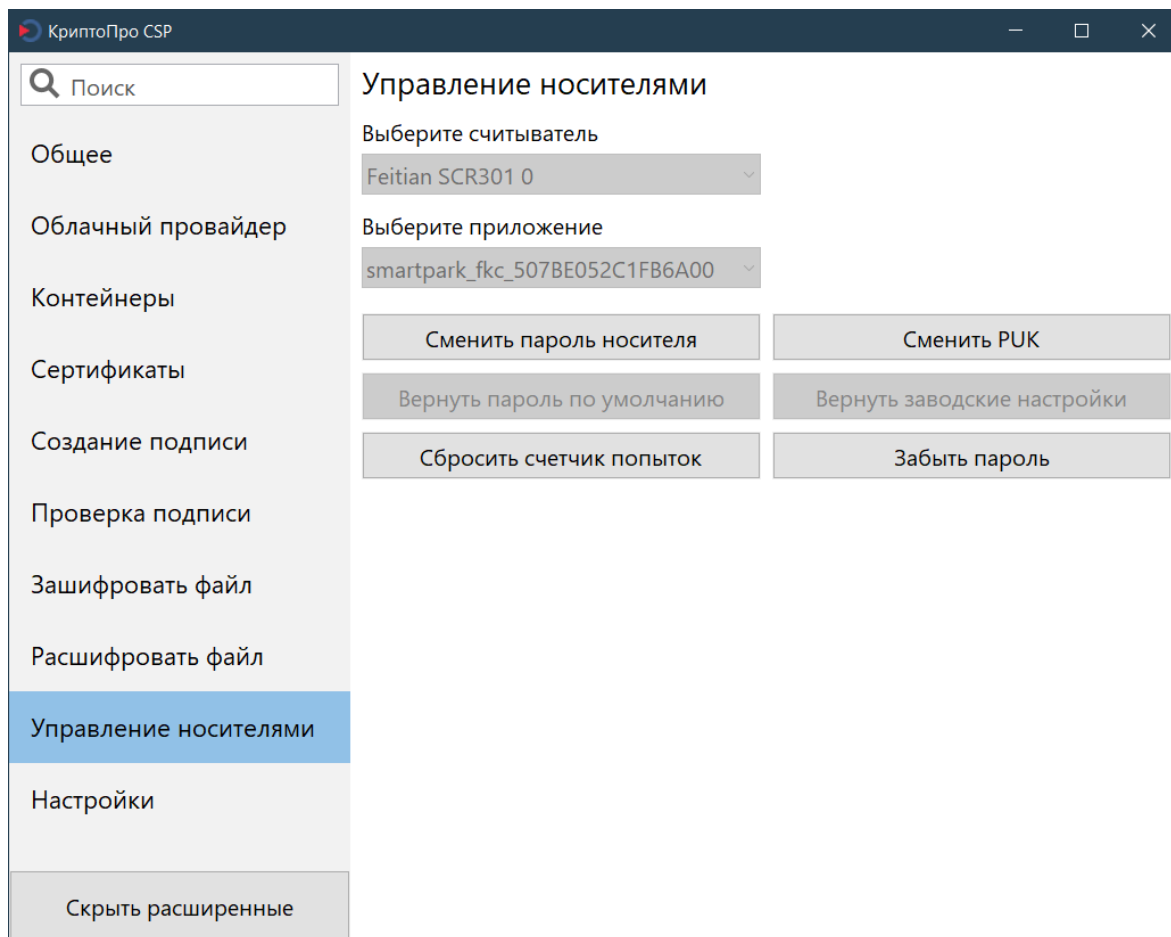 КриптоПро CSP
Поиск
Общее
Облачный провайдер
Контейнеры
Сертификаты
Создание подписи
Проверка подписи
Зашифровать файл
Расшифровать файл
Управление носителями
Настройки
Скрыть расширенные
Управление носителями
Выберите считыватель
Feitian SCR301 0
Выберите приложение
smartpark_fkc_507BE052C1FB6A00
Сменить пароль носителя
Сменить PUK
Вернуть пароль по умолчанию
Вернуть заводские настройки
Сбросить счетчик попыток
Забыть пароль